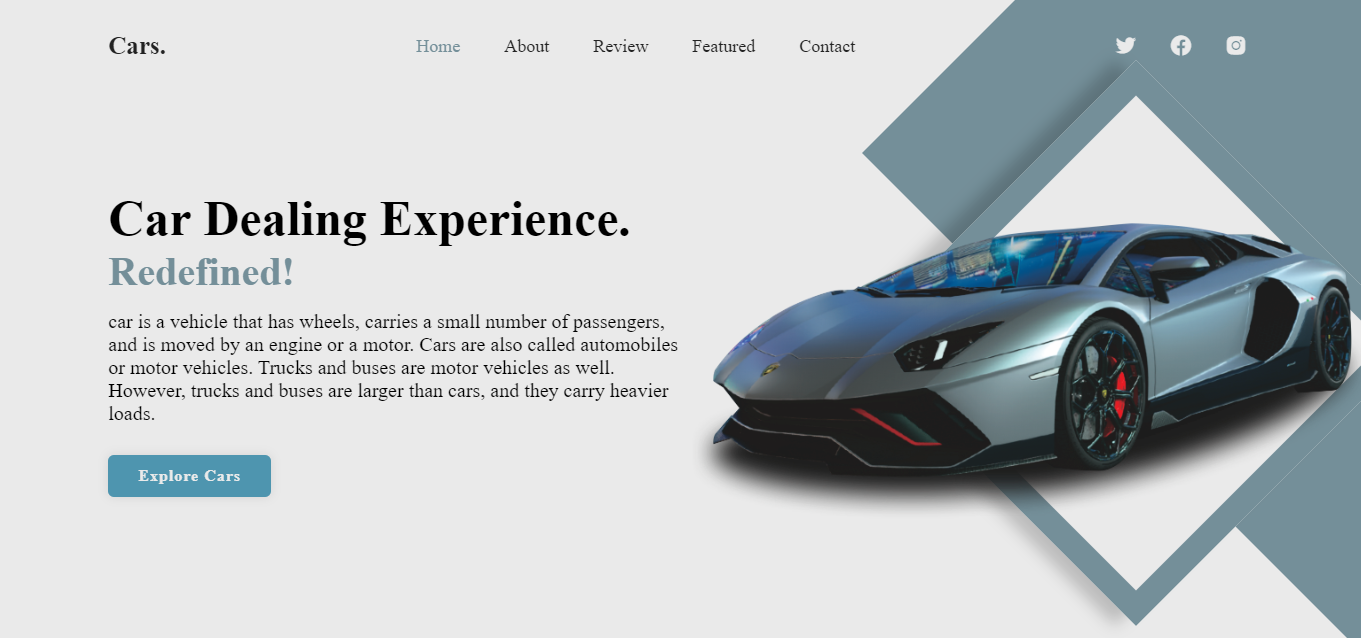 Cars.
Home
About
Review
Featured
Contact
Car Dealing Experience.
Redefined!
car is a vehicle that has wheels, carries a small number of passengers,
and is moved by an engine or a motor. Cars are also called automobiles
or motor vehicles. Trucks and buses are motor vehicles as well.
However, trucks and buses are larger than cars, and they carry heavier
loads.
Explore Cars